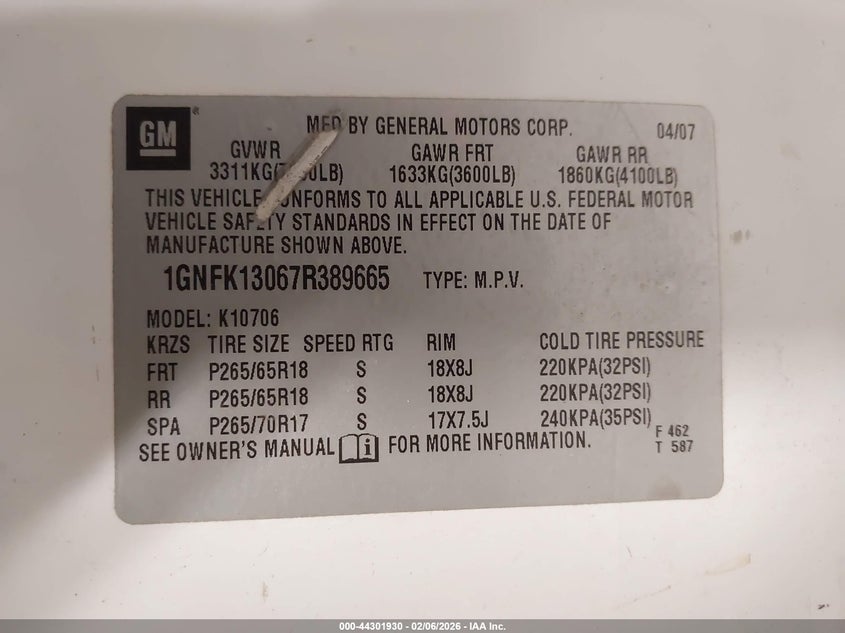 GM
MFD BY GENERAL MOTORS CORP. 04/07
GVWR GAWR FRT GAWR RR
3311KG( 1633KG(3600LB) 1860KG(4100LB)
THIS VEHICLE CONFORMS TO ALL APPLICABLE U.S. FEDERAL MOTOR
VEHICLE SAFETY STANDARDS IN EFFECT ON THE DATE OF
MANUFACTURE SHOWN ABOVE.
1GNFK13067R389665 TYPE: M.P.V.
MODEL: K10706
KRZS TIRE SIZE SPEED RTG RIM COLD TIRE PRESSURE
FRT P265/65R18 S 18X8J 220KPA(32PSI)
RR P265/65R18 S 18X8J 220KPA(32PSI)
SPA P265/70R17 S 17X7.5J 240KPA(35PSI)
F 462
SEE OWNER'S MANUAL i FOR MORE INFORMATION. T 587
000-44301930 - 02/06/2026 - IAA Inc.